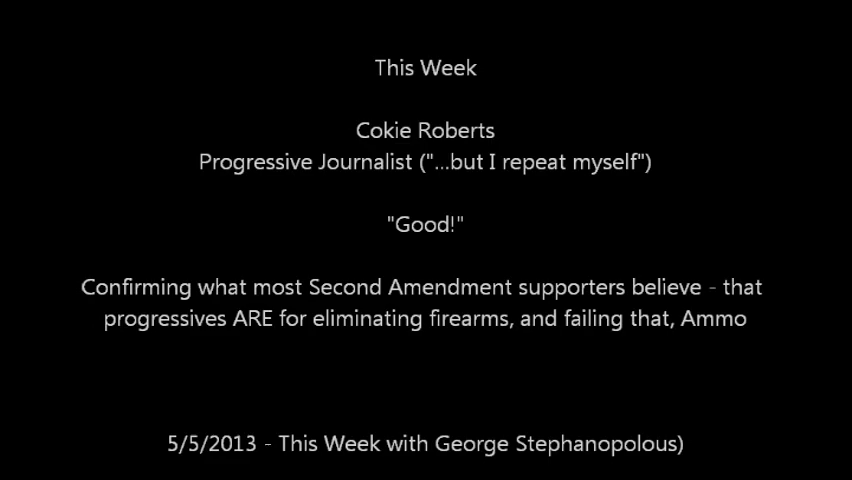 This Week
Cokie Roberts
Progressive Journalist ("...but I repeat myself")
"Good!"
Confirming what most Second Amendment supporters believe - that
progressives ARE for eliminating firearms, and failing that, Ammo
5/5/2013 - This Week with George Stephanopolous)